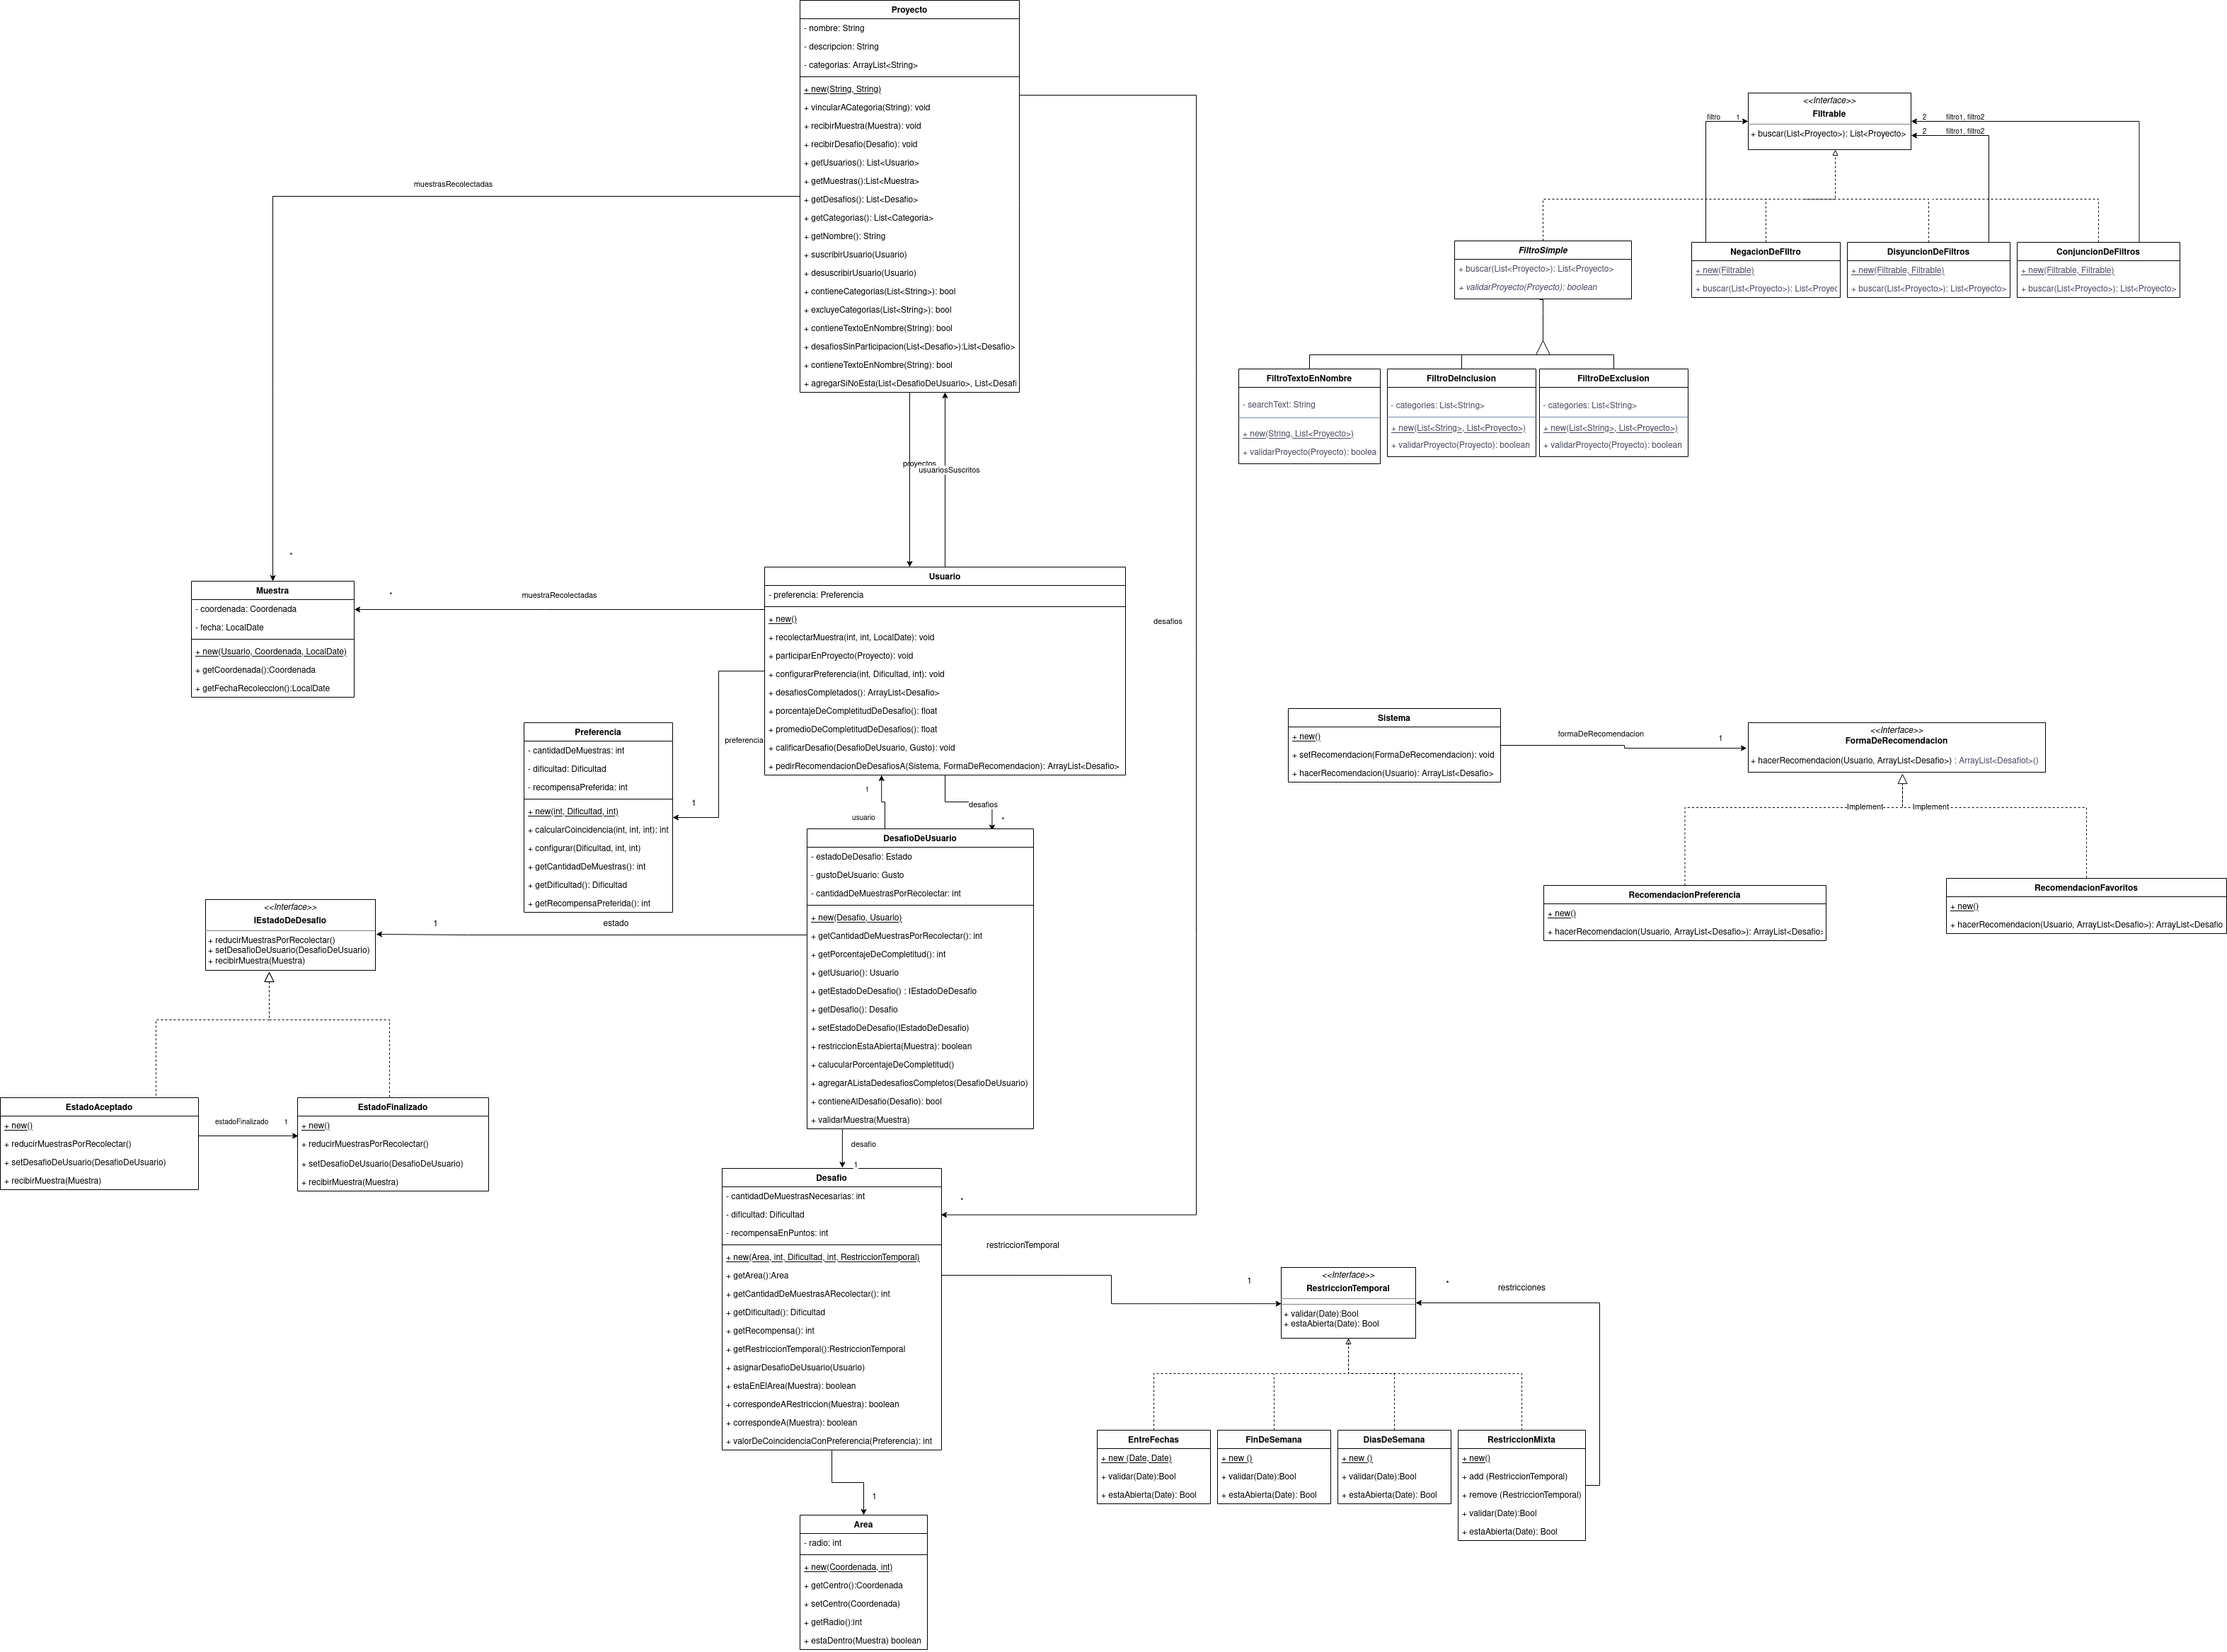 Proyecto
- nombre: String
- descripcion: String
- categorias: ArrayList<String>
+ new(String, String)
+ vincularACategoria(String): void
+ recibirMuestra(Muestra): void
+ recibirDesafio(Desafio): void
+ getUsuarios(): List<Usuario>
+ getMuestras():List<Muestra>
+ getDesafios(): List<Desafio>
+ getCategorias(): List<Categoria>
+ getNombre(): String
+ suscribirUsuario(Usuario)
+ desuscribirUsuario(Usuario)
+ contieneCategorias(List<String>): bool
+ excluyeCategorias(List<String>): bool
+ contieneTextoEnNombre(String): bool
+ desafiosSinParticipacion(List<Desafio>):List<Desafio>
+ contieneTextoEnNombre(String): bool
+ agregarSiNoEsta(List<DesafioDeUsuario>, List<Desafi
muestrasRecolectadas
*
proyectos
usuariosSuscritos
desafios
<<Interface>>
Filtrable
+ buscar(List<Proyecto>): List<Proyecto>
filtro
1
2
filtro1, filtro2
2
filtro1, filtro2
FiltroSimple
+ buscar(List<Proyecto>): List<Proyecto>
+ validarProyecto(Proyecto): boolean
NegacionDeFIltro
+ new(Filtrable)
+ buscar(List<Proyecto>): List<Proyec
DisyuncionDeFiltros
+ new(Filtrable, Filtrable)
+ buscar(List<Proyecto>): List<Proyecto>
ConjuncionDeFiltros
+ new(Filtrable, Filtrable)
+ buscar(List<Proyecto>): List<Proyecto>
FiltroTextoEnNombre
- searchText: String
+ new(String, List<Proyecto>)
+ validarProyecto(Proyecto): boolea
FiltroDeInclusion
- categories: List<String>
+ new(List<String>, List<Proyecto>)
+ validarProyecto(Proyecto): boolean
FiltroDeExclusion
- categories: List<String>
+ new(List<String>, List<Proyecto>)
+ validarProyecto(Proyecto): boolean
Muestra
- coordenada: Coordenada
- fecha: LocalDate
+ new(Usuario, Coordenada, LocalDate)
+ getCoordenada():Coordenada
+ getFechaRecoleccion():LocalDate
*
muestraRecolectadas
Usuario
- preferencia: Preferencia
+ new()
+ recolectarMuestra(int, int, LocalDate): void
+ participarEnProyecto(Proyecto): void
+ configurarPreferencia(int, Dificultad, int): void
+ desafiosCompletados(): ArrayList<Desafio>
+ porcentajeDeCompletitudDeDesafio(): float
+ promedioDeCompletitudDeDesafios(): float
+ calificarDesafio(DesafioDeUsuario, Gusto): void
+ pedirRecomendacionDeDesafiosA(Sistema, FormaDeRecomendacion): ArrayList<Desafio>
preferencia
1
Preferencia
- cantidadDeMuestras: int
- dificultad: Dificultad
- recompensaPreferida: int
+ new(int, Dificultad, int)
+ calcularCoincidencia(int, int, int): int
+ configurar(Dificultad, int, int)
+ getCantidadDeMuestras(): int
+ getDificultad(): Dificultad
+ getRecompensaPreferida(): int
1
usuario
desafios
*
Sistema
+ new()
+ setRecomendacion(FormaDeRecomendacion): void
+ hacerRecomendacion(Usuario): ArrayList<Desafio>
formaDeRecomendacion
1
<<Interface>>
FormaDeRecomendacion
+ hacerRecomendacion(Usuario, ArrayList<Desafio>) : ArrayList<Desafiot>()
Implement
Implement
RecomendacionPreferencia
+ new()
+ hacerRecomendacion(Usuario, ArrayList<Desafio>): ArrayList<Desafio>
RecomendacionFavoritos
+ new()
+ hacerRecomendacion(Usuario, ArrayList<Desafio>): ArrayList<Desafio
DesafioDeUsuario
- estadoDeDesafio: Estado
- gustoDeUsuario: Gusto
- cantidadDeMuestrasPorRecolectar: int
+ new(Desafio, Usuario)
+ getCantidadDeMuestrasPorRecolectar(): int
+ getPorcentajeDeCompletitud(): int
+ getUsuario(): Usuario
+ getEstadoDeDesafio() : IEstadoDeDesafio
+ getDesafio(): Desafio
+ setEstadoDeDesafio(IEstadoDeDesafio)
+ restriccionEstaAbierta(Muestra): boolean
+ calucularPorcentajeDeCompletitud()
+ agregarAListaDedesafiosCompletos(DesafioDeUsuario)
+ contieneAlDesafio(Desafio): bool
+ validarMuestra(Muestra)
1
estado
<<Interface>>
IEstadoDeDesafio
+ reducirMuestrasPorRecolectar()
+ setDesafioDeUsuario(DesafioDeUsuario)
+ recibirMuestra(Muestra)
EstadoAceptado
+ new()
+ reducirMuestrasPorRecolectar()
+ setDesafioDeUsuario(DesafioDeUsuario)
+ recibirMuestra(Muestra)
estadoFinalizado
1
EstadoFinalizado
+ new()
+ reducirMuestrasPorRecolectar()
+ setDesafioDeUsuario(DesafioDeUsuario)
+ recibirMuestra(Muestra)
desafio
1
Desafio
- cantidadDeMuestrasNecesarias: int
- dificultad: Dificultad
- recompensaEnPuntos: int
+ new(Area, int, Dificultad, int, RestriccionTemporal)
+ getArea():Area
+ getCantidadDeMuestrasARecolectar(): int
+ getDificultad(): Dificultad
+ getRecompensa(): int
+ getRestriccionTemporal():RestriccionTemporal
+ asignarDesafioDeUsuario(Usuario)
+ estaEnElArea(Muestra): boolean
+ correspondeARestriccion(Muestra): boolean
+ correspondeA(Muestra): boolean
+ valorDeCoincidenciaConPreferencia(Preferencia): int
*
restriccionTemporal
1
<<Interface>>
RestriccionTemporal
+ validar(Date):Bool
+ estaAbierta(Date): Bool
*
restricciones
EntreFechas
+ new (Date, Date)
+ validar(Date):Bool
+ estaAbierta(Date): Bool
FinDeSemana
+ new ()
+ validar(Date):Bool
+ estaAbierta(Date): Bool
DiasDeSemana
+ new ()
+ validar(Date):Bool
+ estaAbierta(Date): Bool
RestriccionMixta
+ new()
+ add (RestriccionTemporal)
+ remove (RestriccionTemporal)
+ validar(Date):Bool
+ estaAbierta(Date): Bool
1
Area
- radio: int
+ new(Coordenada, int)
+ getCentro():Coordenada
+ setCentro(Coordenada)
+ getRadio():int
+ estaDentro(Muestra) boolean